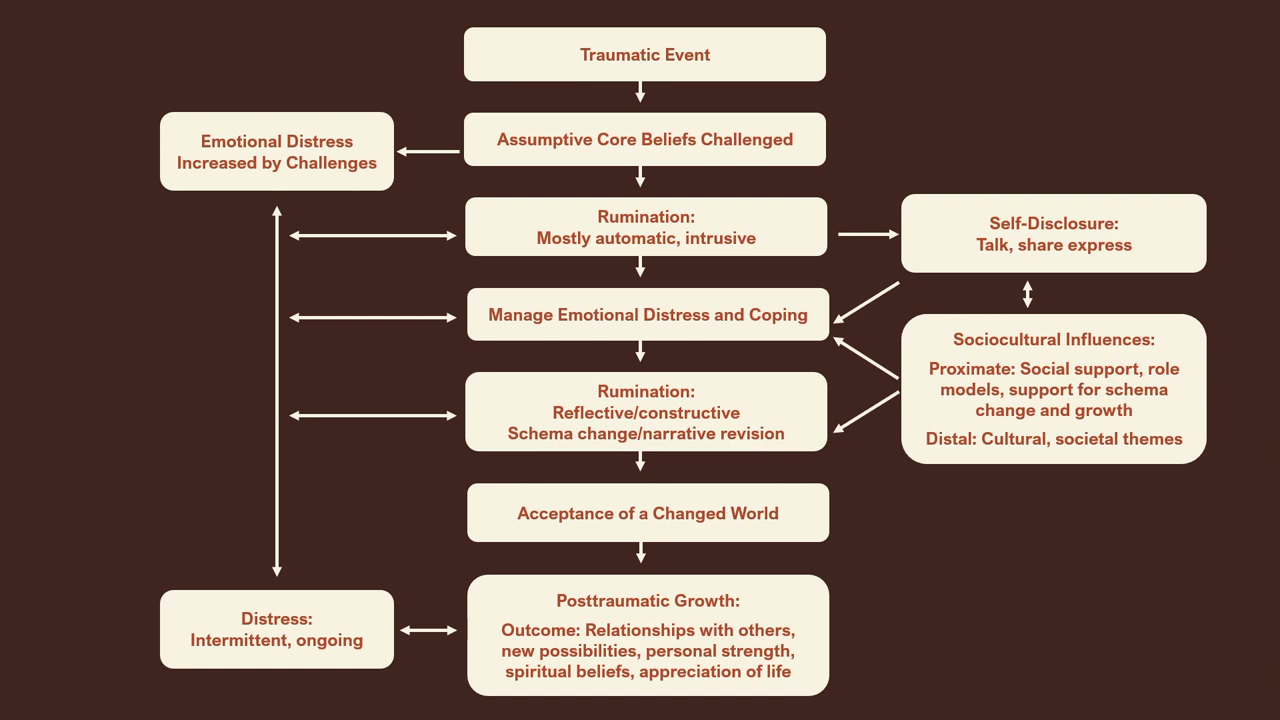 Traumatic Event
Emotional Distress
Increased by Challenges
Assumptive Core Beliefs Challenged
Rumination:
Mostly automatic, intrusive
Self-Disclosure:
Talk, share express
Manage Emotional Distress and Coping
Sociocultural Influences:
Proximate: Social support, role
models, support for schema
change and growth
Distal: Cultural, societal themes
Rumination:
Reflective/constructive
Schema change/narrative revision
Acceptance of a Changed World
Distress:
Intermittent, ongoing
Posttraumatic Growth:
Outcome: Relationships with others,
new possibilities, personal strength,
spiritual beliefs, appreciation of life